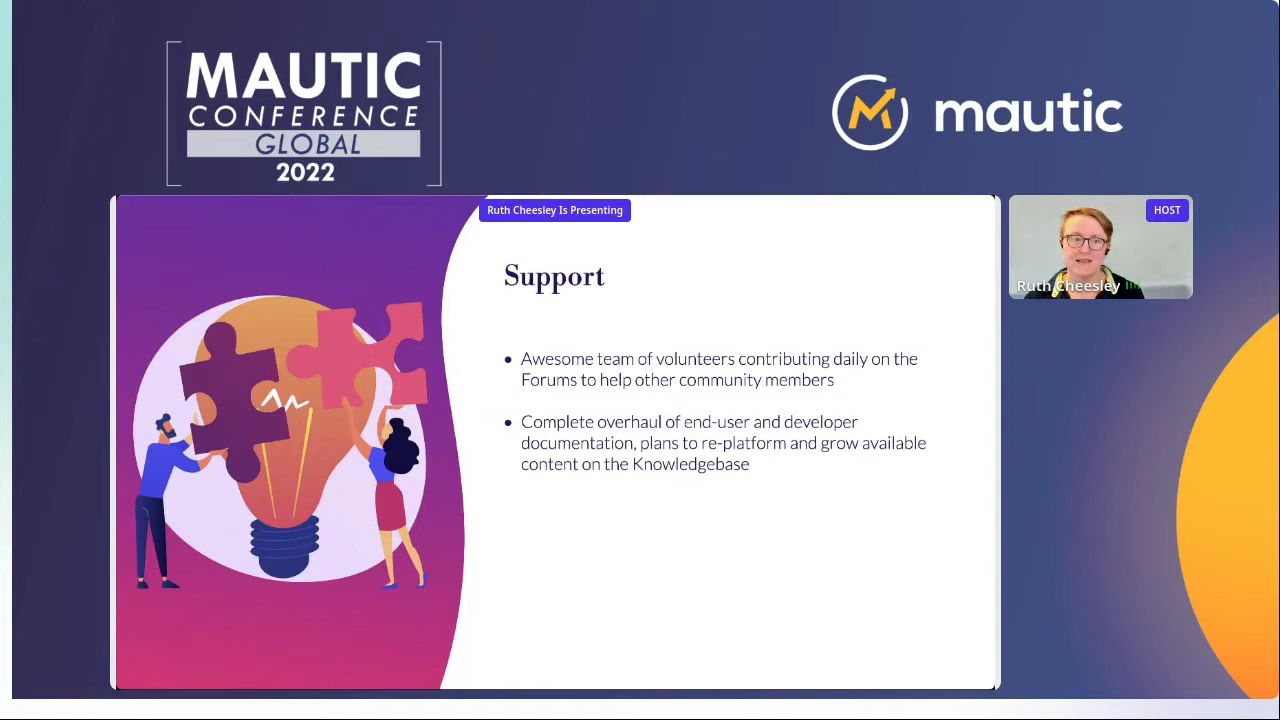 MAUTIC
CONFERENCE
GLOBAL
2022
mautic
Ruth Cheesley Is Presenting
HOST
Ruth Cheesley
Support
• Awesome team of volunteers contributing daily on the
Forums to help other community members
• Complete overhaul of end-user and developer
documentation, plans to re-platform and grow available
content on the Knowledgebase